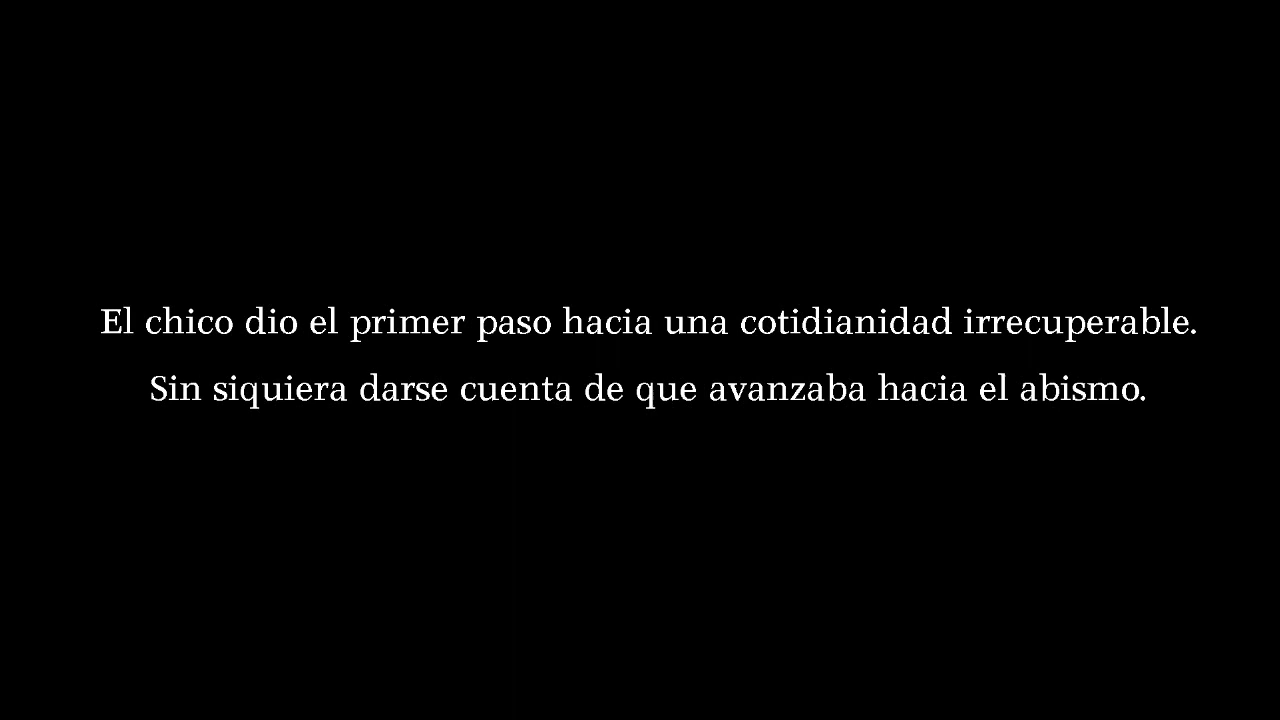 El chico dio el primer paso hacia una cotidianidad irrecuperable.
Sin siquiera darse cuenta de que avanzaba hacia el abismo.